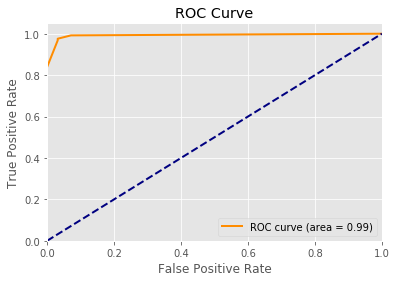 ROC Curve
1.0
0.8
0.6
0.4
0.2
0.0
True Positive Rate
ROC curve (area = 0.99)
0.0 0.2 0.4 0.6 0.8 1.0
False Positive Rate